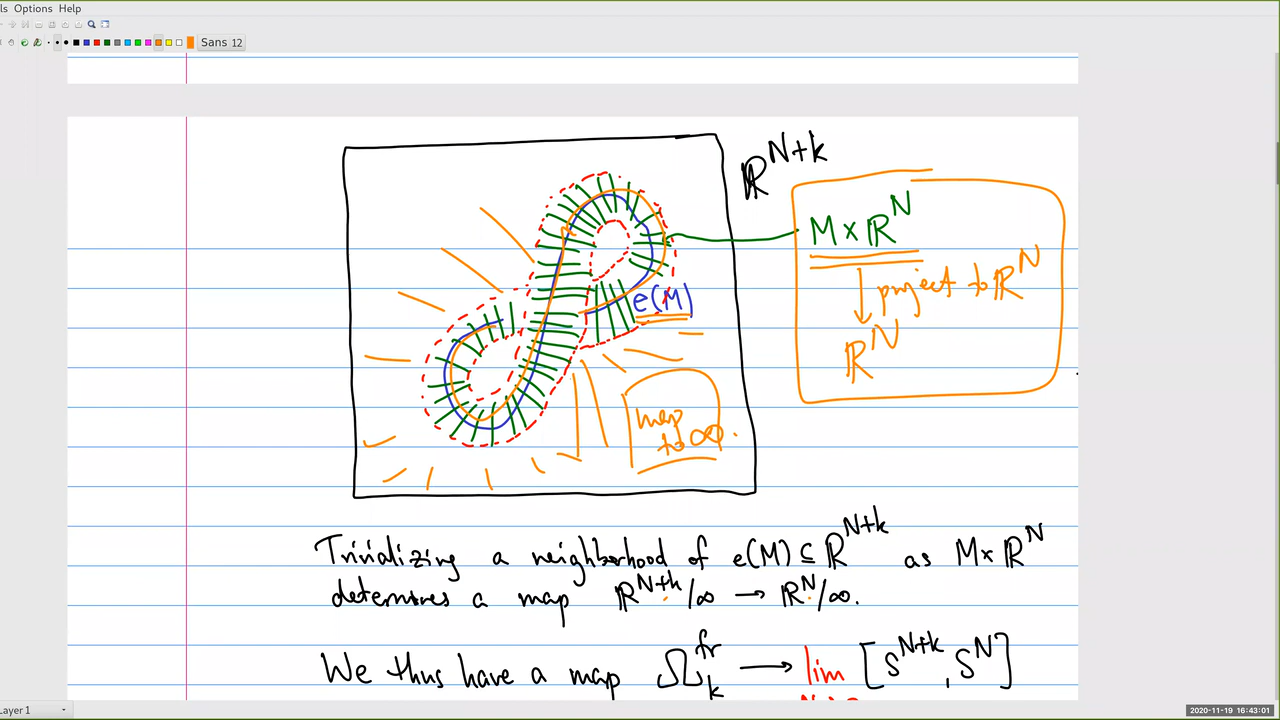 ls Options Help
Sans 12
ℝ^{N+k}
M × ℝ^N
project to ℝ^N
ℝ^N
e(M)
map
to ∞.
Trivializing a neighborhood of e(M) ⊆ ℝ^{N+k} as M × ℝ^N
determines a map ℝ^{N+k}/∞ → ℝ^N/∞.
We thus have a map Ω_k^{fr} → lim [S^{N+k}, S^N]
Layer 1
2020-11-19 16:43:01